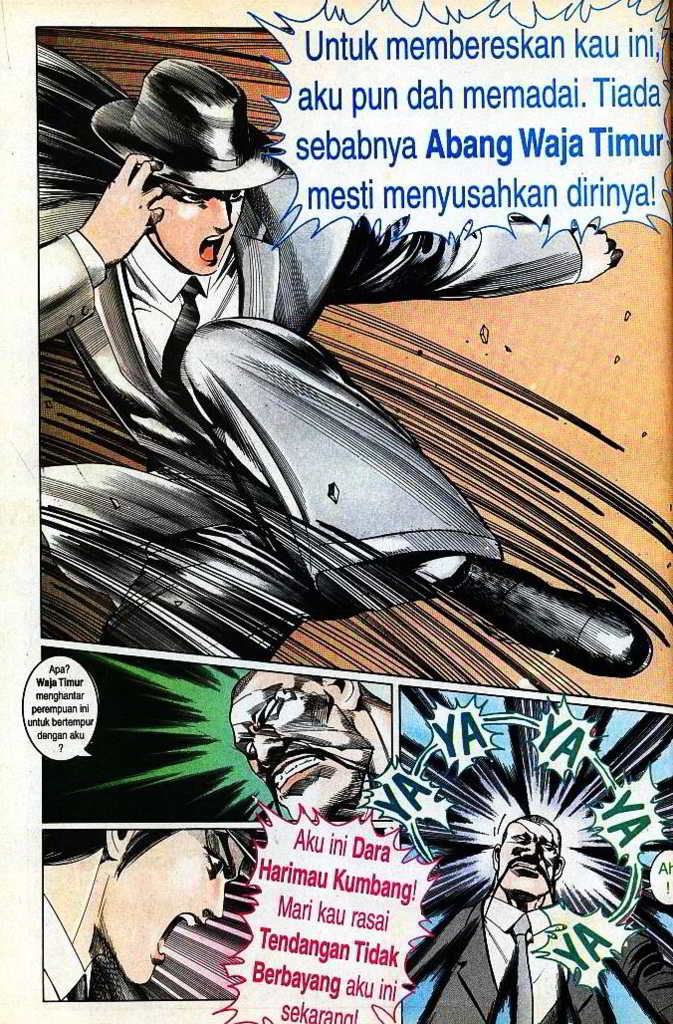 Untuk membereskan kau ini,
aku pun dah memadai. Tiada
sebabnya Abang Waja Timur
mesti menyusahkan dirinya!
Apa?
Waja Timur
menghantar
perempuan ini
untuk bertempur
dengan aku
?
YA
YA
YA
YA
YA
Aku ini Dara
Harimau Kumbang!
Mari kau rasai
Tendangan Tidak
Berbayang aku ini
sekarang!
Ah
!